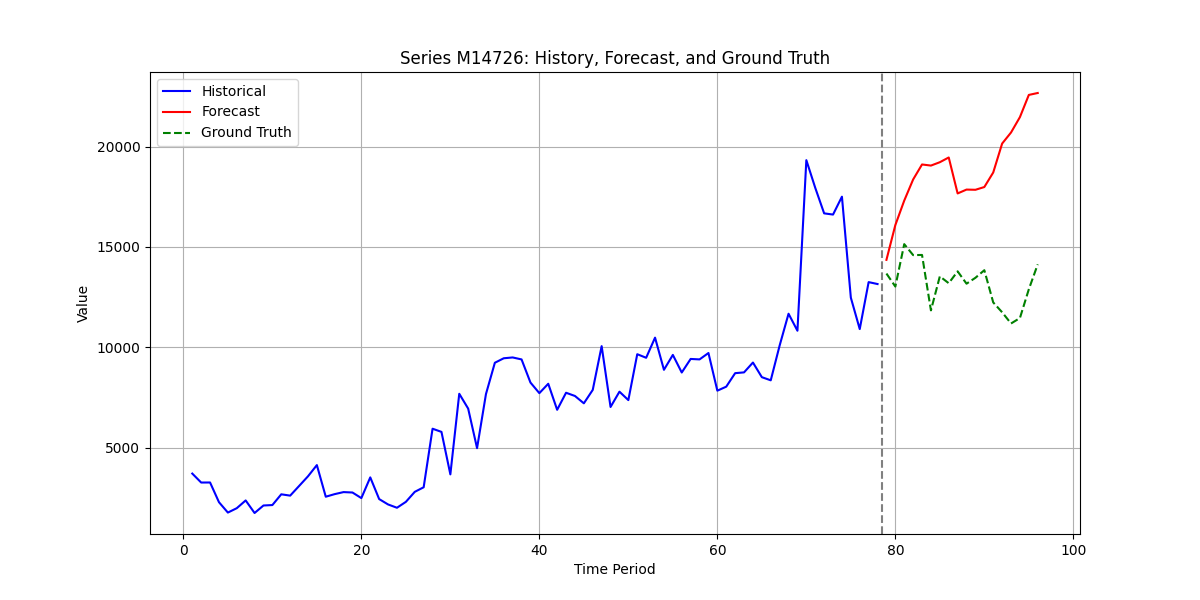 Series M14726: History, Forecast, and Ground Truth
Historical
Forecast
Ground Truth
20000
15000
10000
5000
Value
0
20
40
60
80
100
Time Period